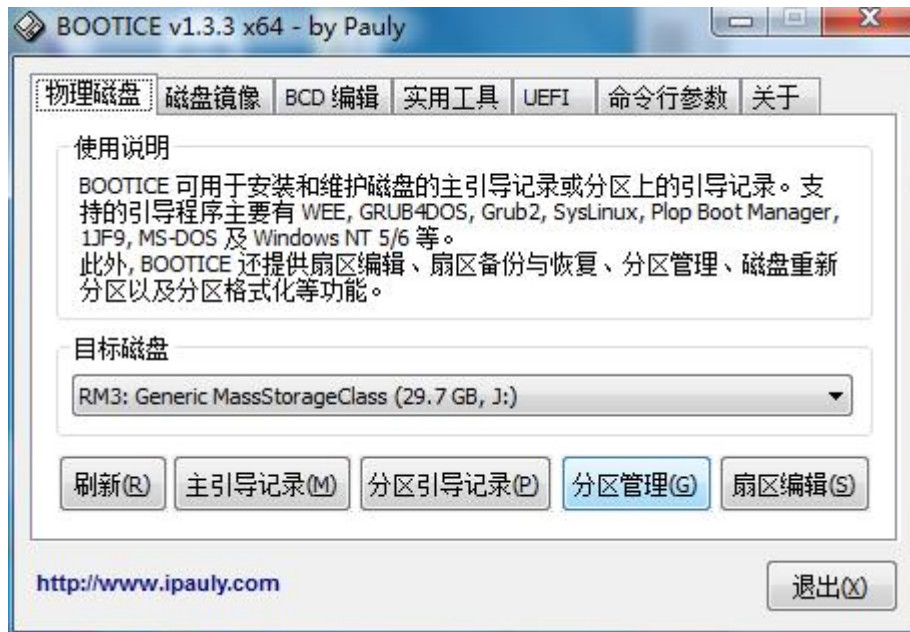 BOOTICE v1.3.3 x64 - by Pauly
物理磁盘 磁盘镜像 BCD 编辑 实用工具 UEFI 命令行参数 关于
使用说明
BOOTICE 可用于安装和维护磁盘的主引导记录或分区上的引导记录。支
持的引导程序主要有 WEE, GRUB4DOS, Grub2, SysLinux, Plop Boot Manager,
1JF9, MS-DOS 及 Windows NT 5/6 等。
此外, BOOTICE 还提供扇区编辑、扇区备份与恢复、分区管理、磁盘重新
分区以及分区格式化等功能。
目标磁盘
RM3: Generic MassStorageClass (29.7 GB, J:)
刷新(R) 主引导记录(M) 分区引导记录(P) 分区管理(G) 扇区编辑(S)
http://www.ipauly.com 退出(X)